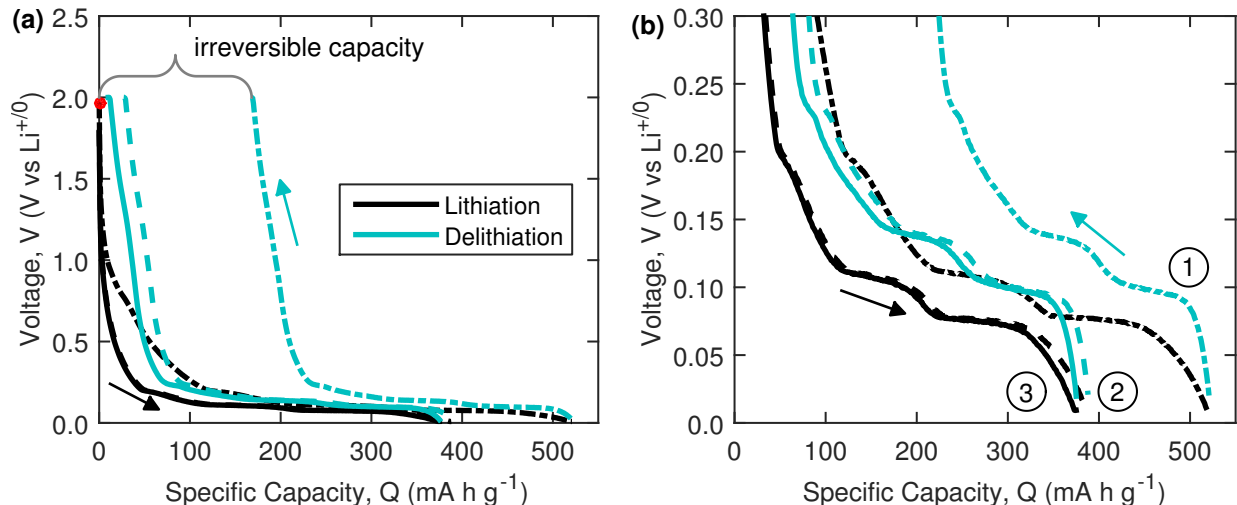 (a)
2.5
2.0
1.5
1.0
0.5
0.0
Voltage, V (V vs Li+/0)
irreversible capacity
Lithiation
Delithiation
0 100 200 300 400 500
Specific Capacity, Q (mA h g-1)
(b)
0.30
0.25
0.20
0.15
0.10
0.05
0.00
Voltage, V (V vs Li+/0)
1
3 2
0 100 200 300 400 500
Specific Capacity, Q (mA h g-1)